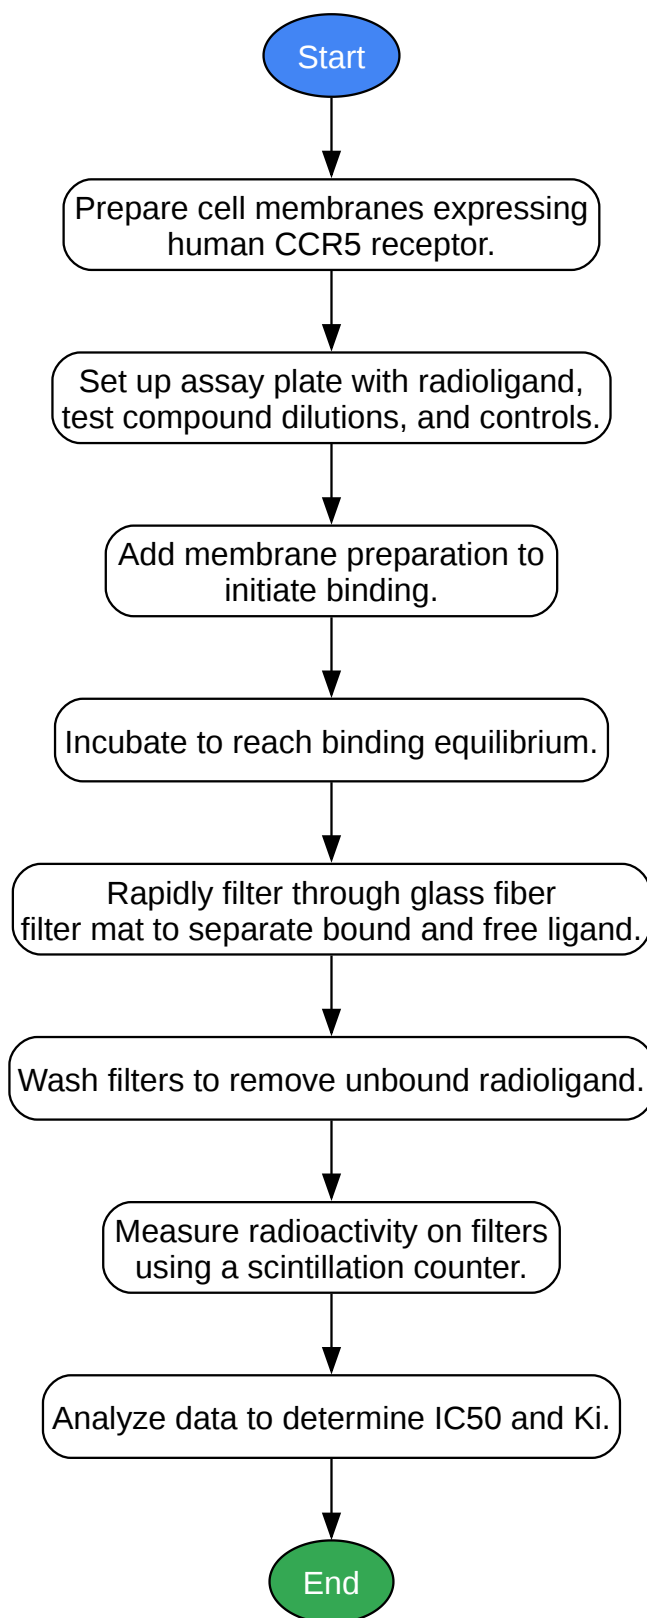 Start
Prepare cell membranes expressing
human CCR5 receptor.
Set up assay plate with radioligand,
test compound dilutions, and controls.
Add membrane preparation to
initiate binding.
Incubate to reach binding equilibrium.
Rapidly filter through glass fiber
filter mat to separate bound and free ligand.
Wash filters to remove unbound radioligand.
Measure radioactivity on filters
using a scintillation counter.
Analyze data to determine IC50 and Ki.
End